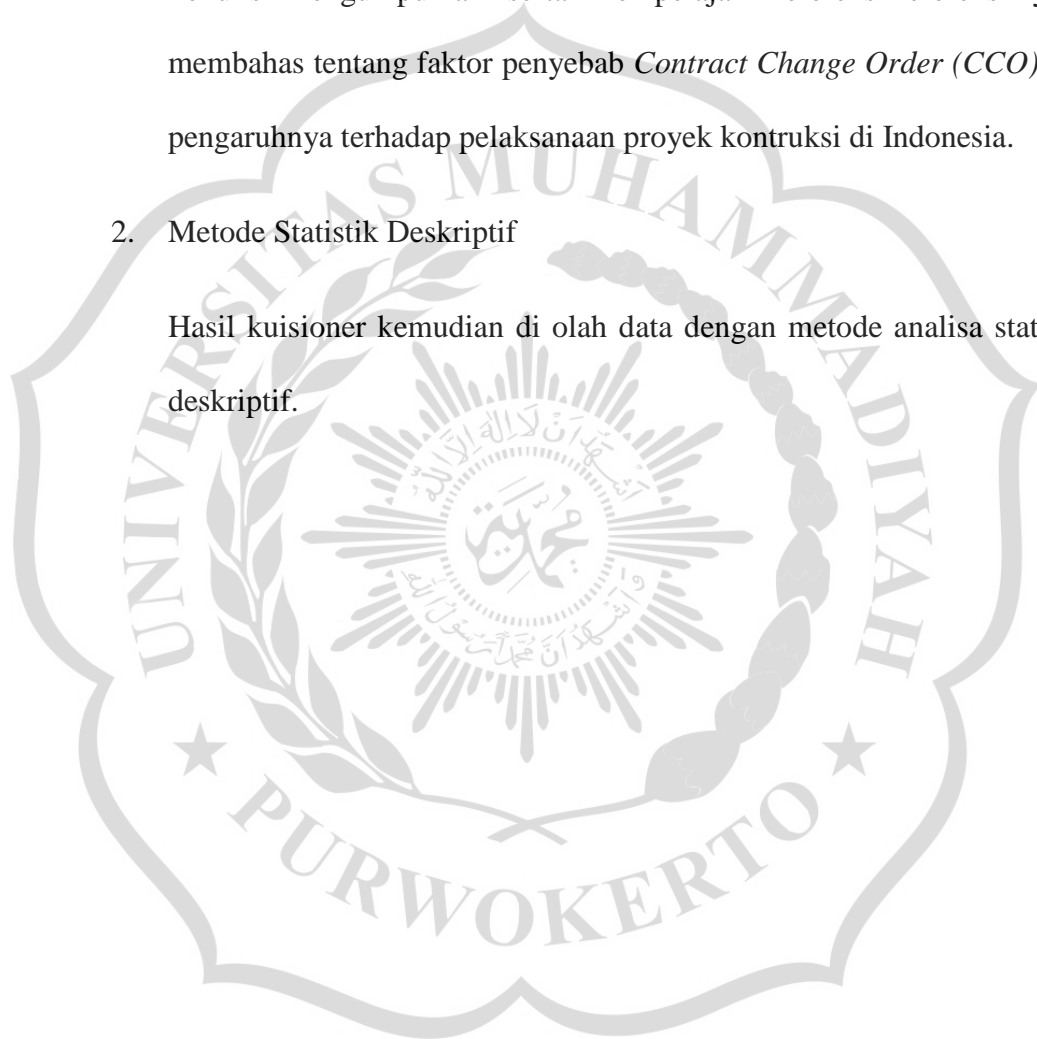 membahas tentang faktor penyebab Contract Change Order (CCO)
pengaruhnya terhadap pelaksanaan proyek kontruksi di Indonesia.
2. Metode Statistik Deskriptif
Hasil kuisioner kemudian di olah data dengan metode analisa stat
deskriptif.
UNIVERSITAS MUHAMMADIYAH
PURWOKERTO